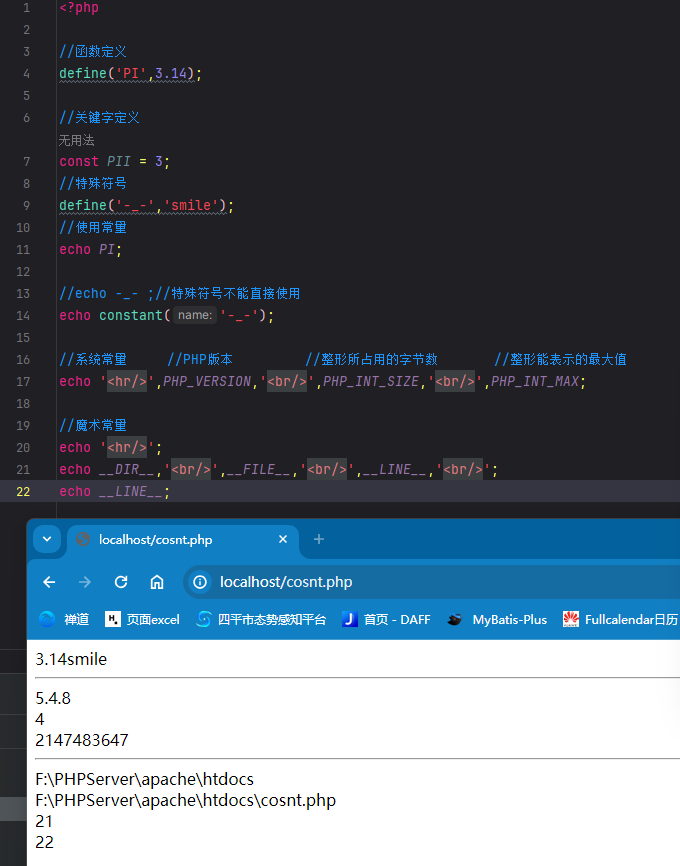 1 <?php
2
3 //函数定义
4 define('PI',3.14);
5
6 //关键字定义
无用法
7 const PII = 3;
8 //特殊符号
9 define('-_-','smile');
10 //使用常量
11 echo PI;
12
13 //echo -_- ;//特殊符号不能直接使用
14 echo constant( name: '-_-');
15
16 //系统常量 //PHP版本 //整形所占用的字节数 //整形能表示的最大值
17 echo '<hr/>',PHP_VERSION,'<br/>',PHP_INT_SIZE,'<br/>',PHP_INT_MAX;
18
19 //魔术常量
20 echo '<hr/>';
21 echo __DIR__,'<br/>',__FILE__,'<br/>',__LINE__,'<br/>';
22 echo __LINE__;
localhost/cosnt.php
localhost/cosnt.php
禅道 H. 页面excel 四平市态势感知平台 J 首页 - DAFF MyBatis-Plus Fullcalendar日历
3.14smile
5.4.8
4
2147483647
F:\PHPServer\apache\htdocs
F:\PHPServer\apache\htdocs\cosnt.php
21
22